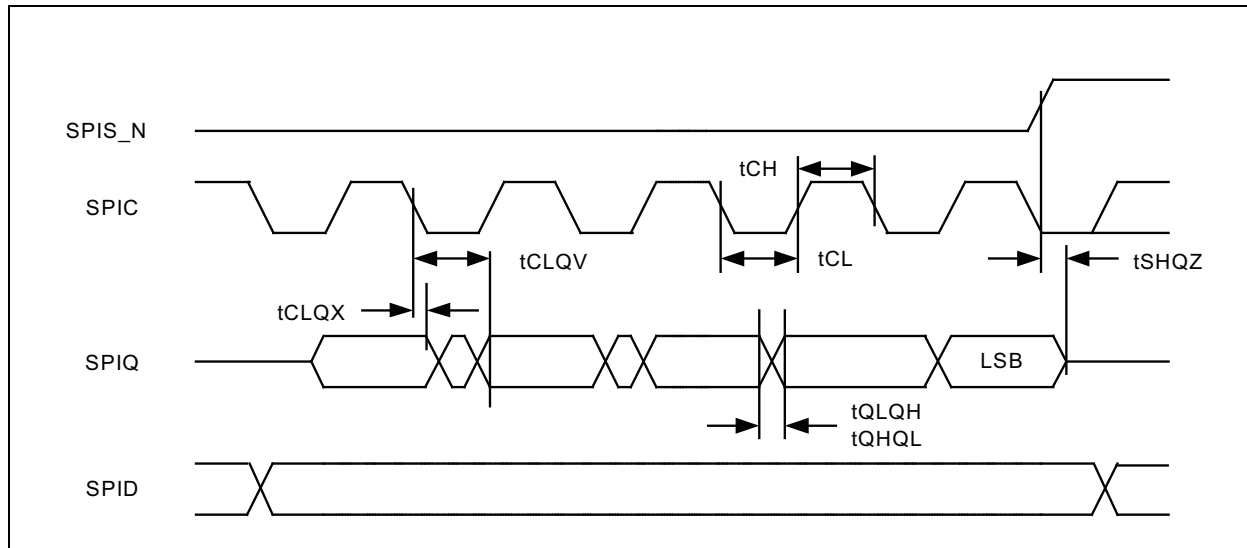 SPIS_N
tCH
SPIC
tCLQV
tCL
tSHQZ
tCLQX
SPIQ
LSB
tQLQH
tQHQL
SPID